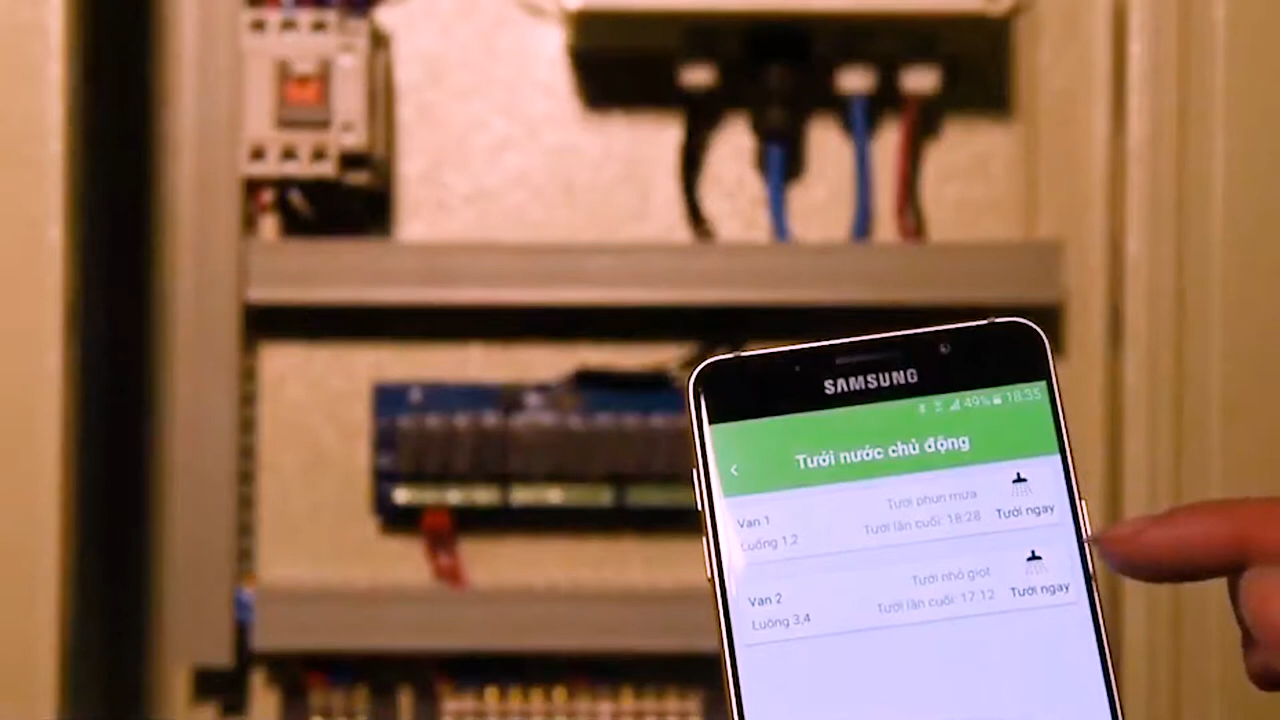 SAMSUNG
49% 18:35
Tưới nước chủ động
Van 1
Tưới phun mưa
Luống 1,2
Tưới lần cuối: 18:28
Tưới ngay
Van 2
Tưới nhỏ giọt
Luống 3,4
Tưới lần cuối: 17:12
Tưới ngay